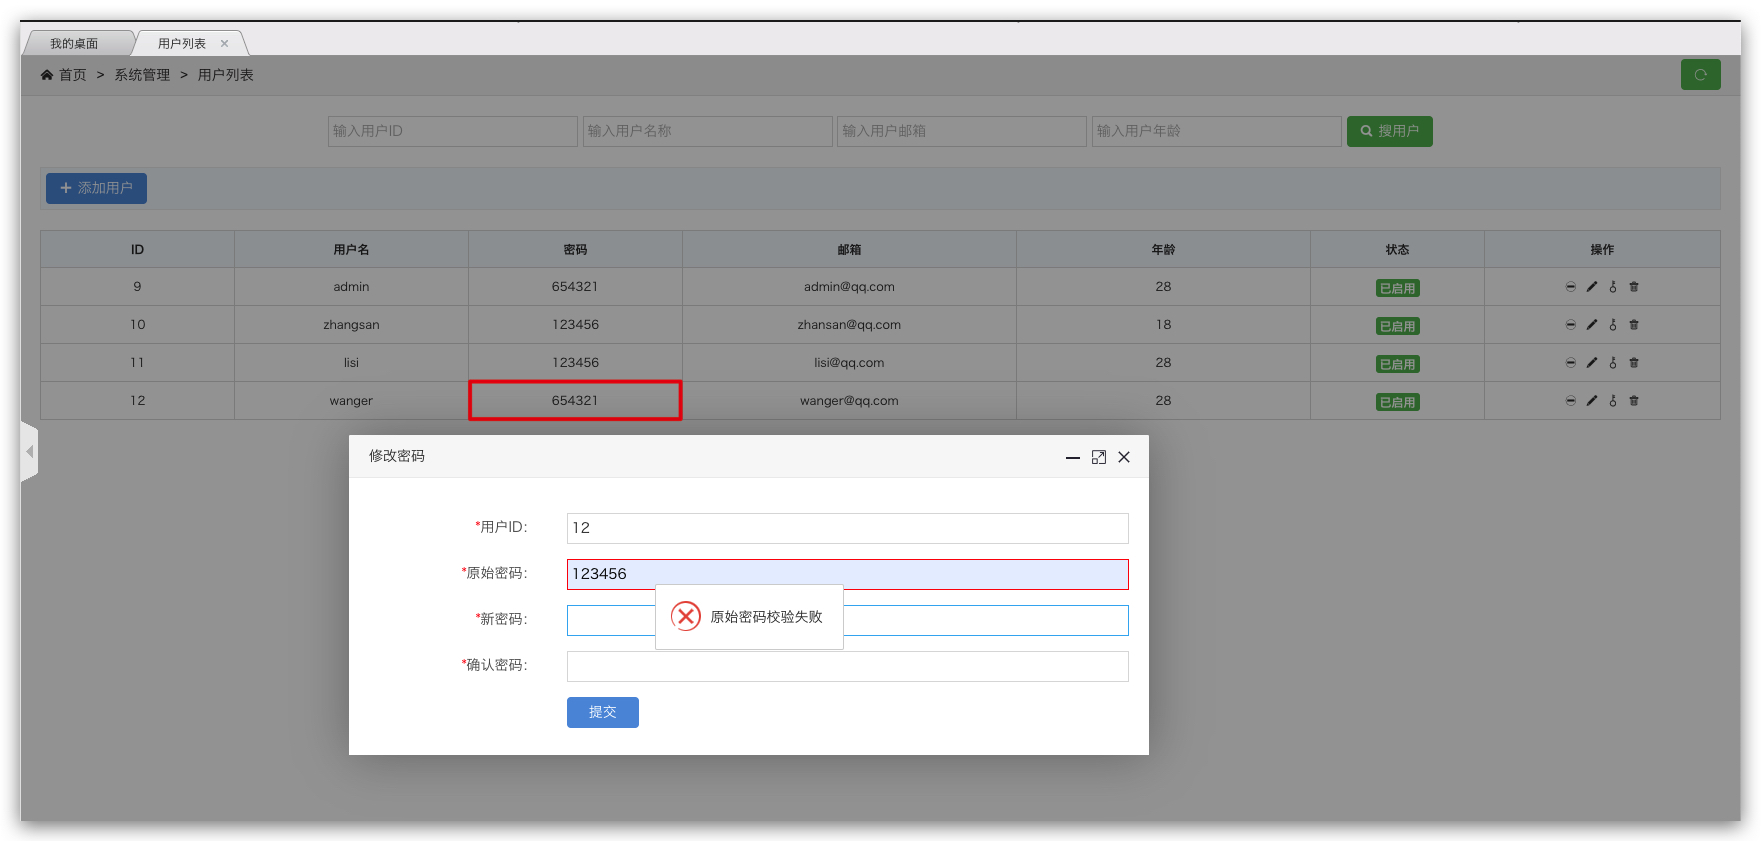 我的桌面 用户列表
首页 > 系统管理 > 用户列表
输入用户ID 输入用户名称 输入用户邮箱 输入用户年龄 搜用户
添加用户
ID 用户名 密码 邮箱 年龄 状态 操作
9 admin 654321 admin@qq.com 28 已启用
10 zhangsan 123456 zhansan@qq.com 18 已启用
11 lisi 123456 lisi@qq.com 28 已启用
12 wanger 654321 wanger@qq.com 28 已启用
修改密码
*用户ID： 12
*原始密码： 123456
原始密码校验失败
*新密码：
*确认密码：
提交